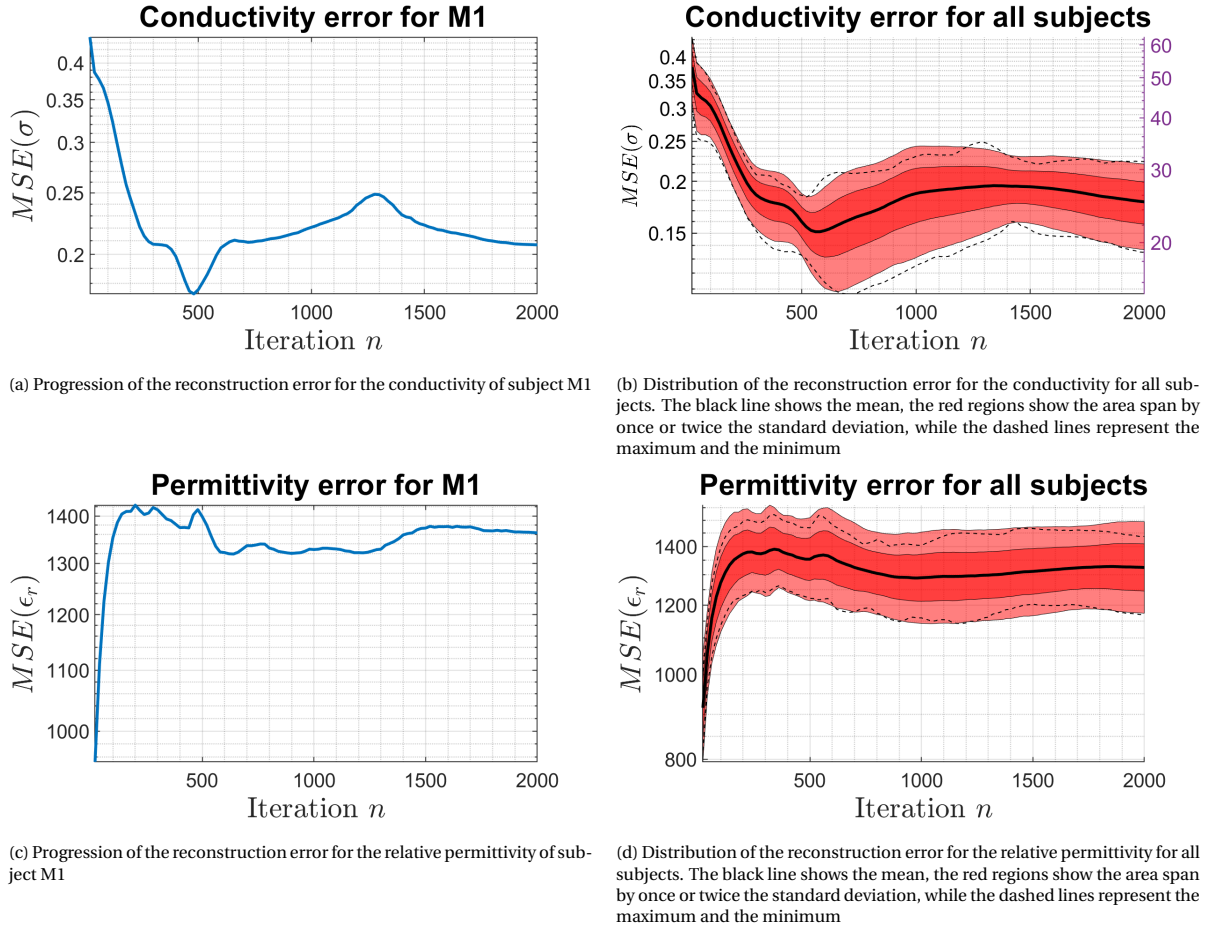 Conductivity error for M1
0.4
0.35
0.3
0.25
0.2
MSE(σ)
500 1000 1500 2000
Iteration n
(a) Progression of the reconstruction error for the conductivity of subject M1
Conductivity error for all subjects
0.4
0.35
0.3
0.25
0.2
0.15
MSE(σ)
60
50
40
30
20
500 1000 1500 2000
Iteration n
(b) Distribution of the reconstruction error for the conductivity for all sub-
jects. The black line shows the mean, the red regions show the area span by
once or twice the standard deviation, while the dashed lines represent the
maximum and the minimum
Permittivity error for M1
1400
1300
1200
1100
1000
MSE(ϵr)
500 1000 1500 2000
Iteration n
(c) Progression of the reconstruction error for the relative permittivity of sub-
ject M1
Permittivity error for all subjects
1400
1200
1000
800
MSE(ϵr)
500 1000 1500 2000
Iteration n
(d) Distribution of the reconstruction error for the relative permittivity for all
subjects. The black line shows the mean, the red regions show the area span
by once or twice the standard deviation, while the dashed lines represent the
maximum and the minimum